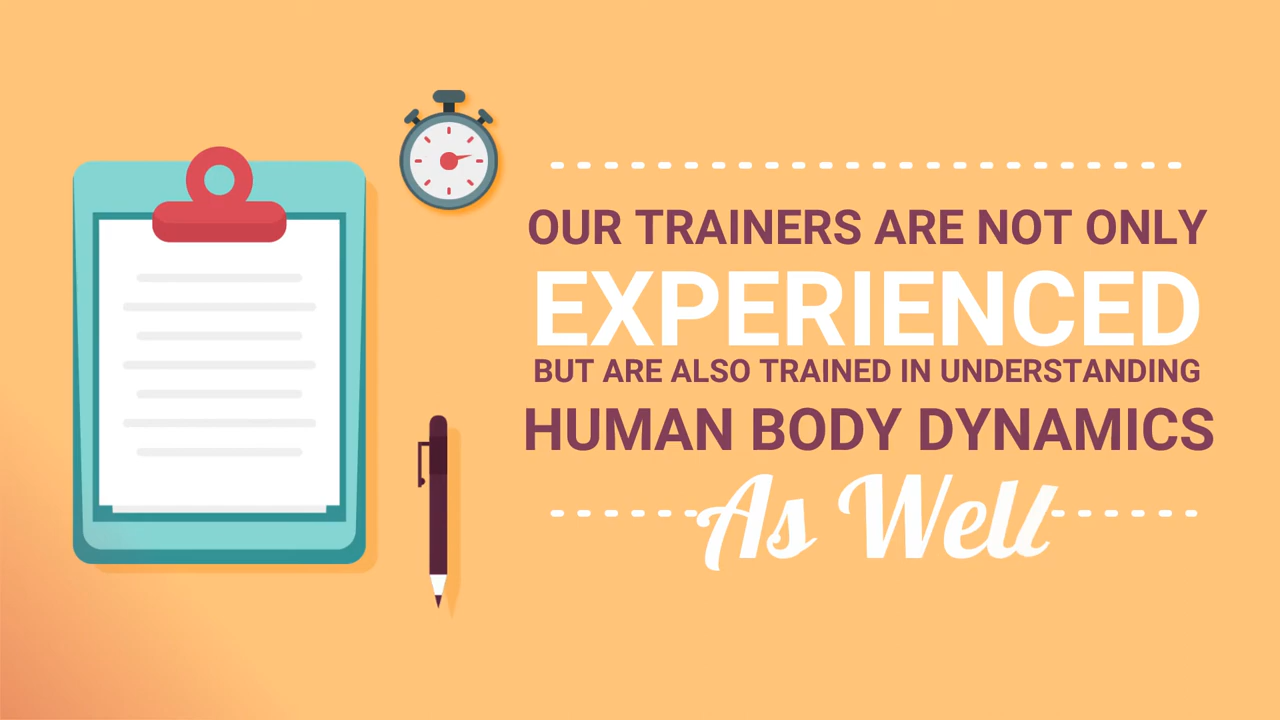 OUR TRAINERS ARE NOT ONLY
EXPERIENCED
BUT ARE ALSO TRAINED IN UNDERSTANDING
HUMAN BODY DYNAMICS
As Well